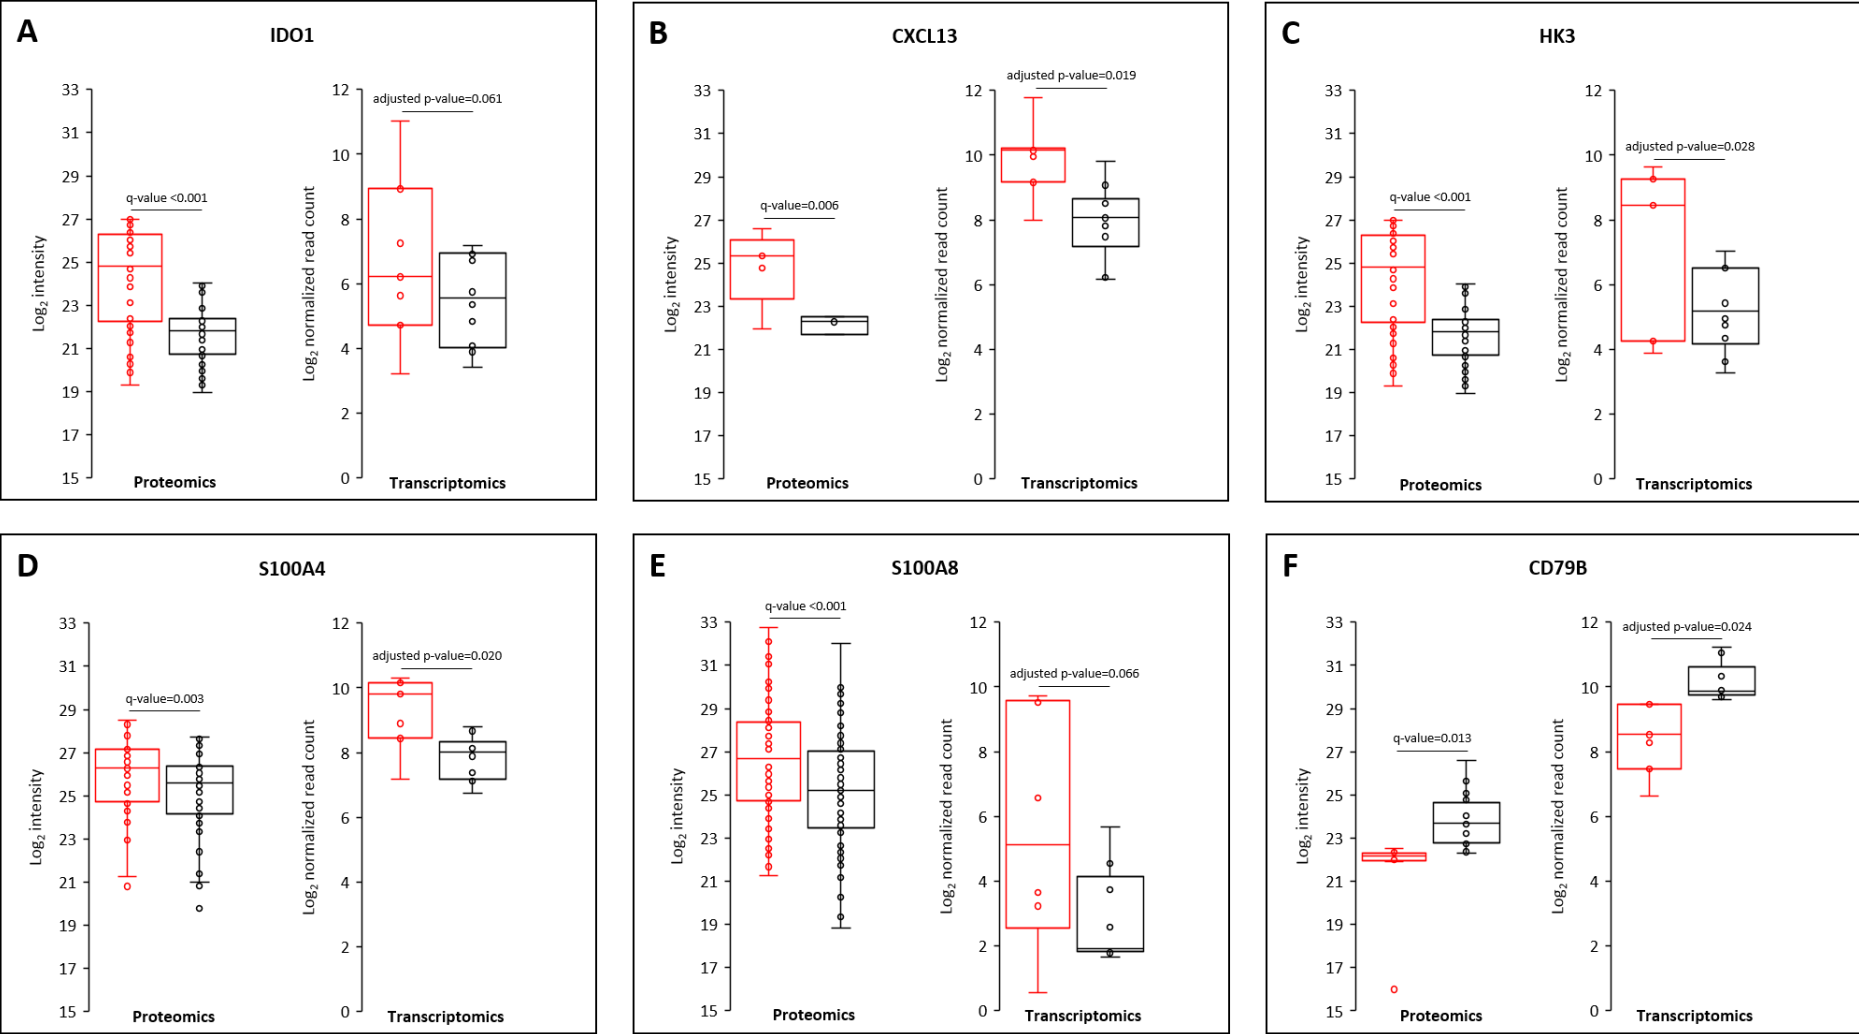 A
IDO1
33
31
29
27
25
23
21
19
17
15
Log2 intensity
q-value <0.001
Proteomics
12
10
8
6
4
2
0
Log2 normalized read count
adjusted p-value=0.061
Transcriptomics
B
CXCL13
33
31
29
27
25
23
21
19
17
15
Log2 intensity
q-value=0.006
Proteomics
12
10
8
6
4
2
0
Log2 normalized read count
adjusted p-value=0.019
Transcriptomics
C
HK3
33
31
29
27
25
23
21
19
17
15
Log2 intensity
q-value <0.001
Proteomics
12
10
8
6
4
2
0
Log2 normalized read count
adjusted p-value=0.028
Transcriptomics
D
S100A4
33
31
29
27
25
23
21
19
17
15
Log2 intensity
q-value=0.003
Proteomics
12
10
8
6
4
2
0
Log2 normalized read count
adjusted p-value=0.020
Transcriptomics
E
S100A8
33
31
29
27
25
23
21
19
17
15
Log2 intensity
q-value <0.001
Proteomics
12
10
8
6
4
2
0
Log2 normalized read count
adjusted p-value=0.066
Transcriptomics
F
CD79B
33
31
29
27
25
23
21
19
17
15
Log2 intensity
q-value=0.013
Proteomics
12
10
8
6
4
2
0
Log2 normalized read count
adjusted p-value=0.024
Transcriptomics